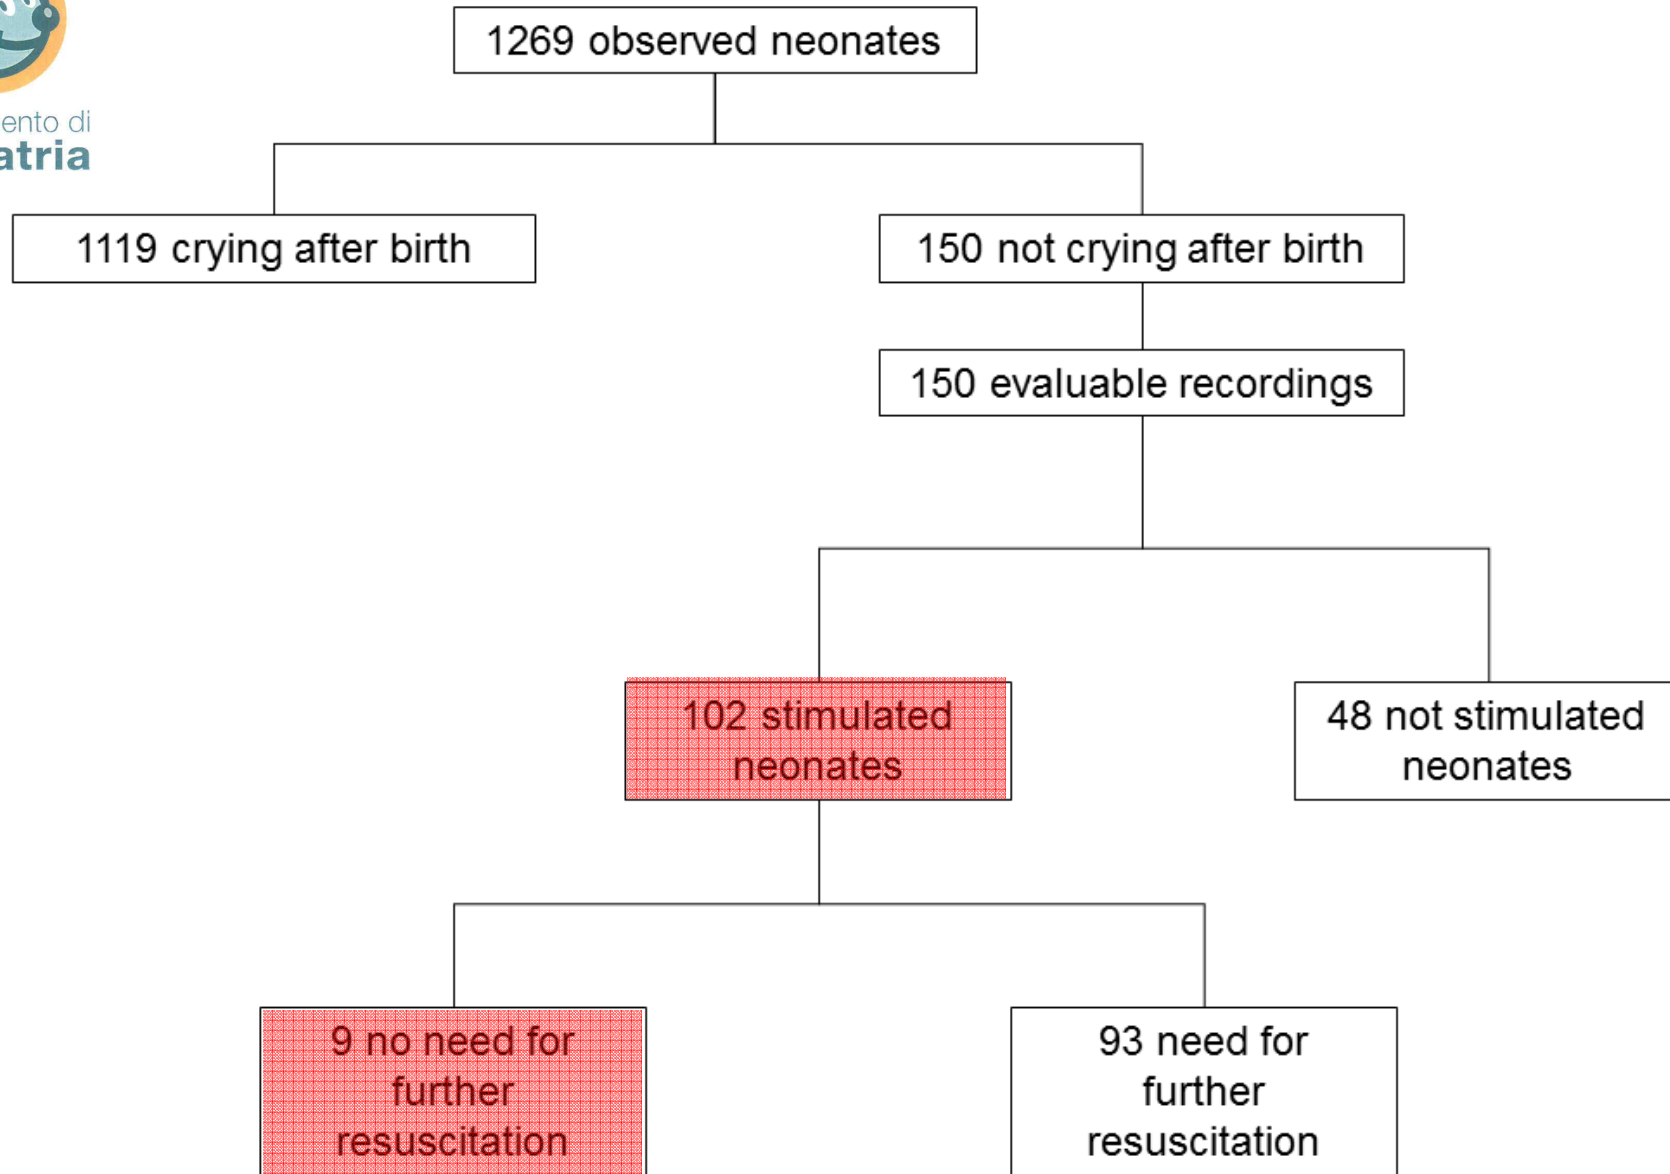 1269 observed neonates
ento di
atria
1119 crying after birth
150 not crying after birth
150 evaluable recordings
102 stimulated
neonates
48 not stimulated
neonates
9 no need for
further
resuscitation
93 need for
further
resuscitation